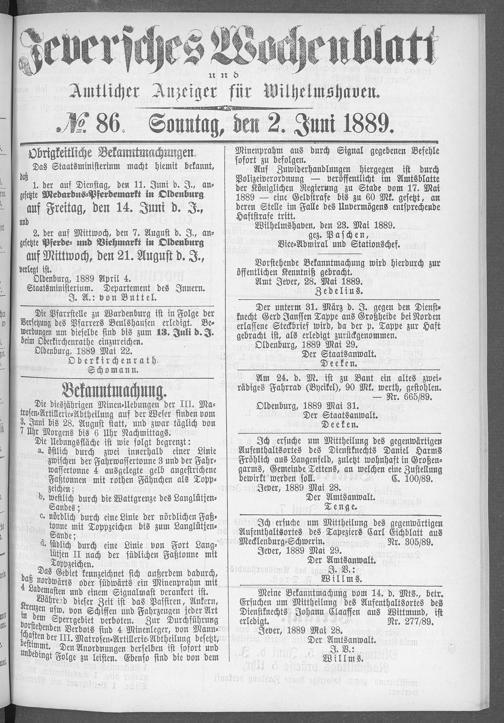 Jeversches Wochenblatt
und
Amtlicher Anzeiger für Wilhelmshaven.
№ 86. Sonntag, den 2. Juni 1889.
Obrigkeitliche Bekanntmachungen.
Das Staatsministerium macht hiemit bekannt,
daß
1. der auf Dienstag, den 11. Juni d. J., an-
gesetzte Medardus-Pferdemarkt in Oldenburg
auf Freitag, den 14. Juni d. J.,
und
2. der auf Mittwoch, den 7. August d. J., an-
gesetzte Pferde- und Viehmarkt in Oldenburg
auf Mittwoch, den 21. August d. J.,
verlegt ist.
Oldenburg, 1889 April 4.
Staatsministerium. Departement des Innern.
J. A.: von Buttel.
Die Pfarrstelle zu Wardenburg ist in Folge der
Versetzung des Pfarrers Beulshausen erledigt. Be-
werbungen um dieselbe sind bis zum 13. Juli d. J.
beim Oberkirchenrathe einzureichen.
Oldenburg, 1889 Mai 22.
Oberkirchenrath.
Schomann.
Bekanntmachung.
Die diesjährigen Minen-Uebungen der III. Ma-
trosen-Artillerie-Abtheilung auf der Weser finden vom
3. Juni bis 28. August statt, und zwar täglich von
7 Uhr Morgens bis 6 Uhr Nachmittags.
Die Uebungsfläche ist wie folgt begrenzt:
a. östlich durch zwei innerhalb einer Linie
zwischen der Fahrwassertonne 3 und der Fahr-
wassertonne 4 ausgelegte gelb angestrichene
Faßtonnen mit rothen Fähnchen als Topp-
zeichen;
b. westlich durch die Wattgrenze des Langlütjen-
Sandes;
c. nördlich durch eine Linie der nördlichen Faß-
tonne mit Toppzeichen bis zum Langlütjen-
Sande;
d. südlich durch eine Linie von Fort Lang-
lütjen II nach der südlichen Faßtonne mit
Toppzeichen.
Das Gebiet kennzeichnet sich außerdem dadurch,
daß nordwärts oder südwärts ein Minenprahm mit
4 Lademasten und einem Signalmast verankert ist.
Während dieser Zeit ist das Passiren, Ankern,
Kreuzen usw. von Schiffen und Fahrzeugen jeder Art
in dem Sperrgebiet verboten. Zur Durchführung
vorstehenden Verbots sind 4 Minenleger, von Mann-
schaften der III. Matrosen-Artillerie-Abtheilung besetzt,
bestimmt. Den Anordnungen derselben ist sofort und
unbedingt Folge zu leisten. Ebenso sind die von dem
Minenprahm aus durch Signal gegebenen Befehle
sofort zu befolgen.
Auf Zuwiderhandlungen hiergegen ist durch
Polizeiverordnung — veröffentlicht im Amtsblatte
der Königlichen Regierung zu Stade vom 17. Mai
1889 — eine Geldstrafe bis zu 60 Mk. gesetzt, an
deren Stelle im Falle des Unvermögens entsprechende
Haftstrafe tritt.
Wilhelmshaven, den 23. Mai 1889.
gez. Paschen,
Vice-Admiral und Stationschef.
Vorstehende Bekanntmachung wird hierdurch zur
öffentlichen Kenntniß gebracht.
Amt Jever, 28. Mai 1889.
Zedelius.
Der unterm 31. März d. J. gegen den Dienst-
knecht Gerd Janssen Tappe aus Großheide bei Norden
erlassene Steckbrief wird, da der p. Tappe zur Haft
gebracht ist, als erledigt zurückgenommen.
Oldenburg, 1889 Mai 29.
Der Staatsanwalt.
Deeken.
Am 24. d. M. ist zu Bant ein altes zwei-
rädiges Fahrrad (Bycikel), 90 Mk. werth, gestohlen.
— Nr. 665/89.
Oldenburg, 1889 Mai 31.
Der Staatsanwalt.
Deeken.
Ich ersuche um Mittheilung des gegenwärtigen
Aufenthaltsortes des Dienstknechts Daniel Harms
Fröhlich aus Langenfeld, zuletzt wohnhaft in Großen-
garms, Gemeinde Tettens, an welchen eine Zustellung
bewirkt werden soll. C. 100/89.
Jever, 1889 Mai 28.
Der Amtsanwalt.
Tenge.
Ich ersuche um Mittheilung des gegenwärtigen
Aufenthaltsortes des Tapeziers Carl Eichblatt aus
Mecklenburg-Schwerin. Nr. 305/89.
Jever, 1889 Mai 29.
Der Amtsanwalt.
J. V.:
Willms.
Meine Bekanntmachung vom 14. d. Mts., betr.
Ersuchen um Mittheilung des Aufenthaltsortes des
Dienstknechts Johann Claassen aus Wittmund, ist
erledigt. Nr. 277/89.
Jever, 1889 Mai 28.
Der Amtsanwalt.
J. V.:
Willms.